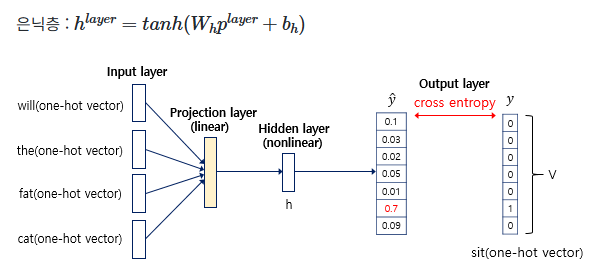 은닉층 : h^{layer} = tanh(W_h p^{layer} + b_h)
Input layer
will(one-hot vector)
the(one-hot vector)
fat(one-hot vector)
cat(one-hot vector)
Projection layer
(linear)
Hidden layer
(nonlinear)
h
Output layer
ŷ
cross entropy
y
0.1
0.03
0.02
0.05
0.01
0.7
0.09
0
0
0
0
0
1
0
V
sit(one-hot vector)